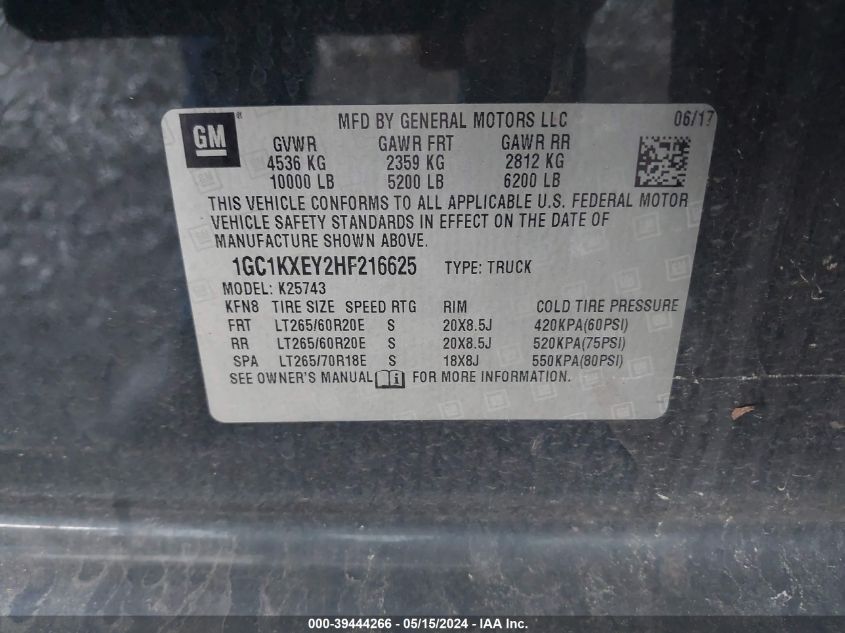 GM
MFD BY GENERAL MOTORS LLC 06/17
GVWR GAWR FRT GAWR RR
4536 KG 2359 KG 2812 KG
10000 LB 5200 LB 6200 LB
THIS VEHICLE CONFORMS TO ALL APPLICABLE U.S. FEDERAL MOTOR
VEHICLE SAFETY STANDARDS IN EFFECT ON THE DATE OF
MANUFACTURE SHOWN ABOVE.
1GC1KXEY2HF216625 TYPE: TRUCK
MODEL: K25743
KFN8 TIRE SIZE SPEED RTG RIM COLD TIRE PRESSURE
FRT LT265/60R20E S 20X8.5J 420KPA(60PSI)
RR LT265/60R20E S 20X8.5J 520KPA(75PSI)
SPA LT265/70R18E S 18X8J 550KPA(80PSI)
SEE OWNER'S MANUAL FOR MORE INFORMATION.
000-39444266 - 05/15/2024 - IAA Inc.